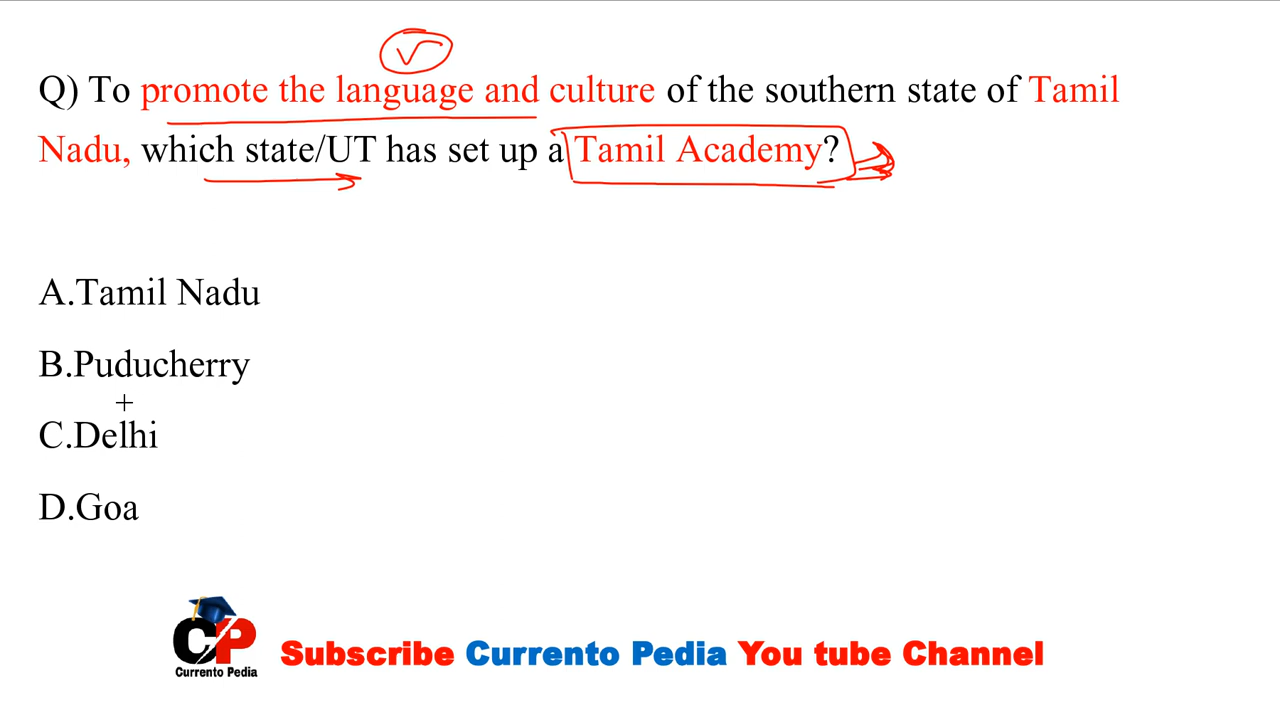 Q) To promote the language and culture of the southern state of Tamil
Nadu, which state/UT has set up a Tamil Academy?
A.Tamil Nadu
B.Puducherry
C.Delhi
D.Goa
CP
Currento Pedia
Subscribe Currento Pedia You tube Channel